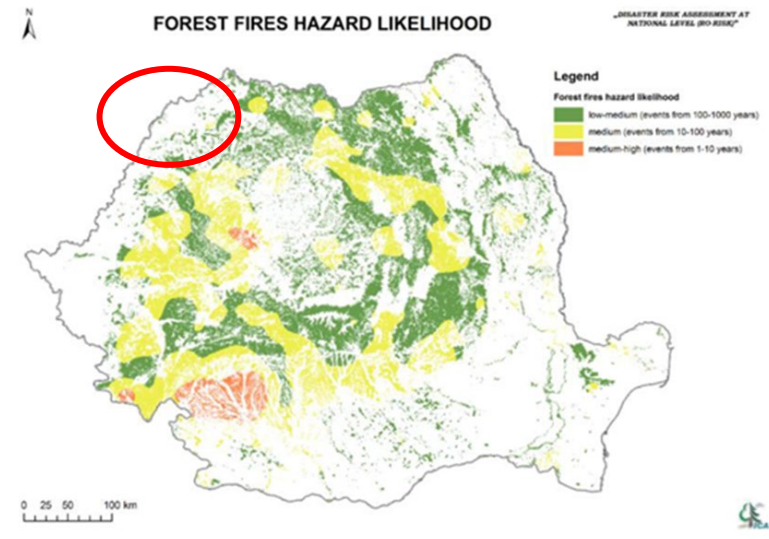 N
FOREST FIRES HAZARD LIKELIHOOD
„DISASTER RISK ASSESSMENT AT
NATIONAL LEVEL (RO-RISK)"
Legend
Forest fires hazard likelihood
low-medium (events from 100-1000 years)
medium (events from 10-100 years)
medium-high (events from 1-10 years)
0 25 50 100 km